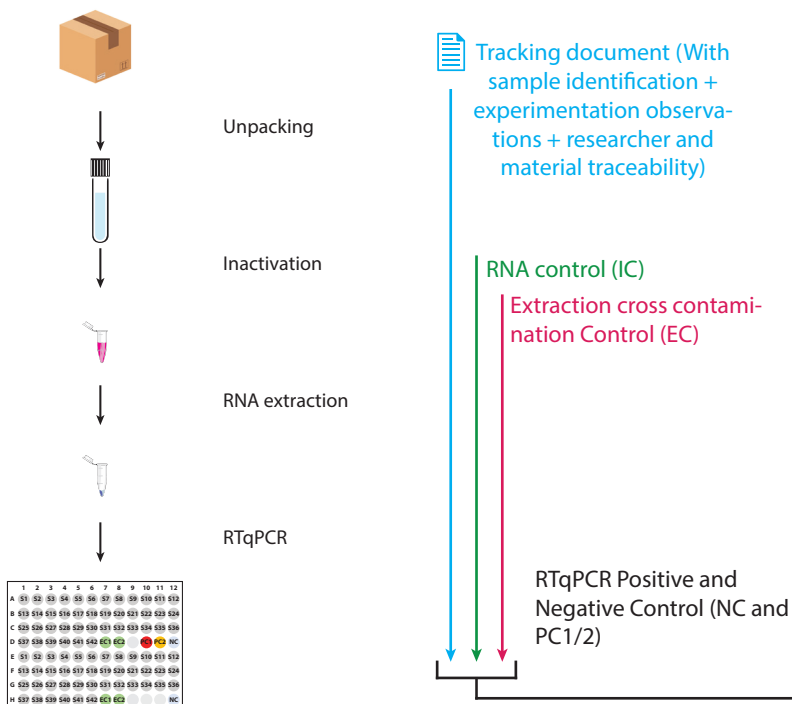 Tracking document (With
sample identification +
experimentation observa-
tions + researcher and
material traceability)
Unpacking
Inactivation
RNA control (IC)
Extraction cross contami-
nation Control (EC)
RNA extraction
RTqPCR
RTqPCR Positive and
Negative Control (NC and
PC1/2)
1 2 3 4 5 6 7 8 9 10 11 12
A S1 S2 S3 S4 S5 S6 S7 S8 S9 S10 S11 S12
B S13 S14 S15 S16 S17 S18 S19 S20 S21 S22 S23 S24
C S25 S26 S27 S28 S29 S30 S31 S32 S33 S34 S35 S36
D S37 S38 S39 S40 S41 S42 EC1 EC2 PC1 PC2 NC
E S1 S2 S3 S4 S5 S6 S7 S8 S9 S10 S11 S12
F S13 S14 S15 S16 S17 S18 S19 S20 S21 S22 S23 S24
G S25 S26 S27 S28 S29 S30 S31 S32 S33 S34 S35 S36
H S37 S38 S39 S40 S41 S42 EC1 EC2 NC